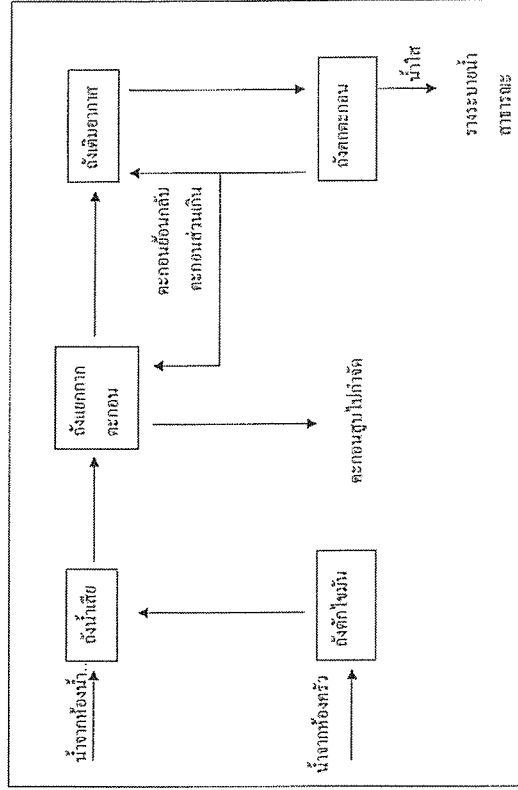 น้ำจากห้องน้ำ..
ถังน้ำเสีย
ถังแยกกาก
ตะกอน
ถังเติมอากาศ
ตะกอนย้อนกลับ
ตะกอนส่วนเกิน
น้ำจากห้องครัว
ถังดักไขมัน
ตะกอนสูบไปกำจัด
ถังตกตะกอน
น้ำใส
รางระบายน้ำ
สาธารณะ